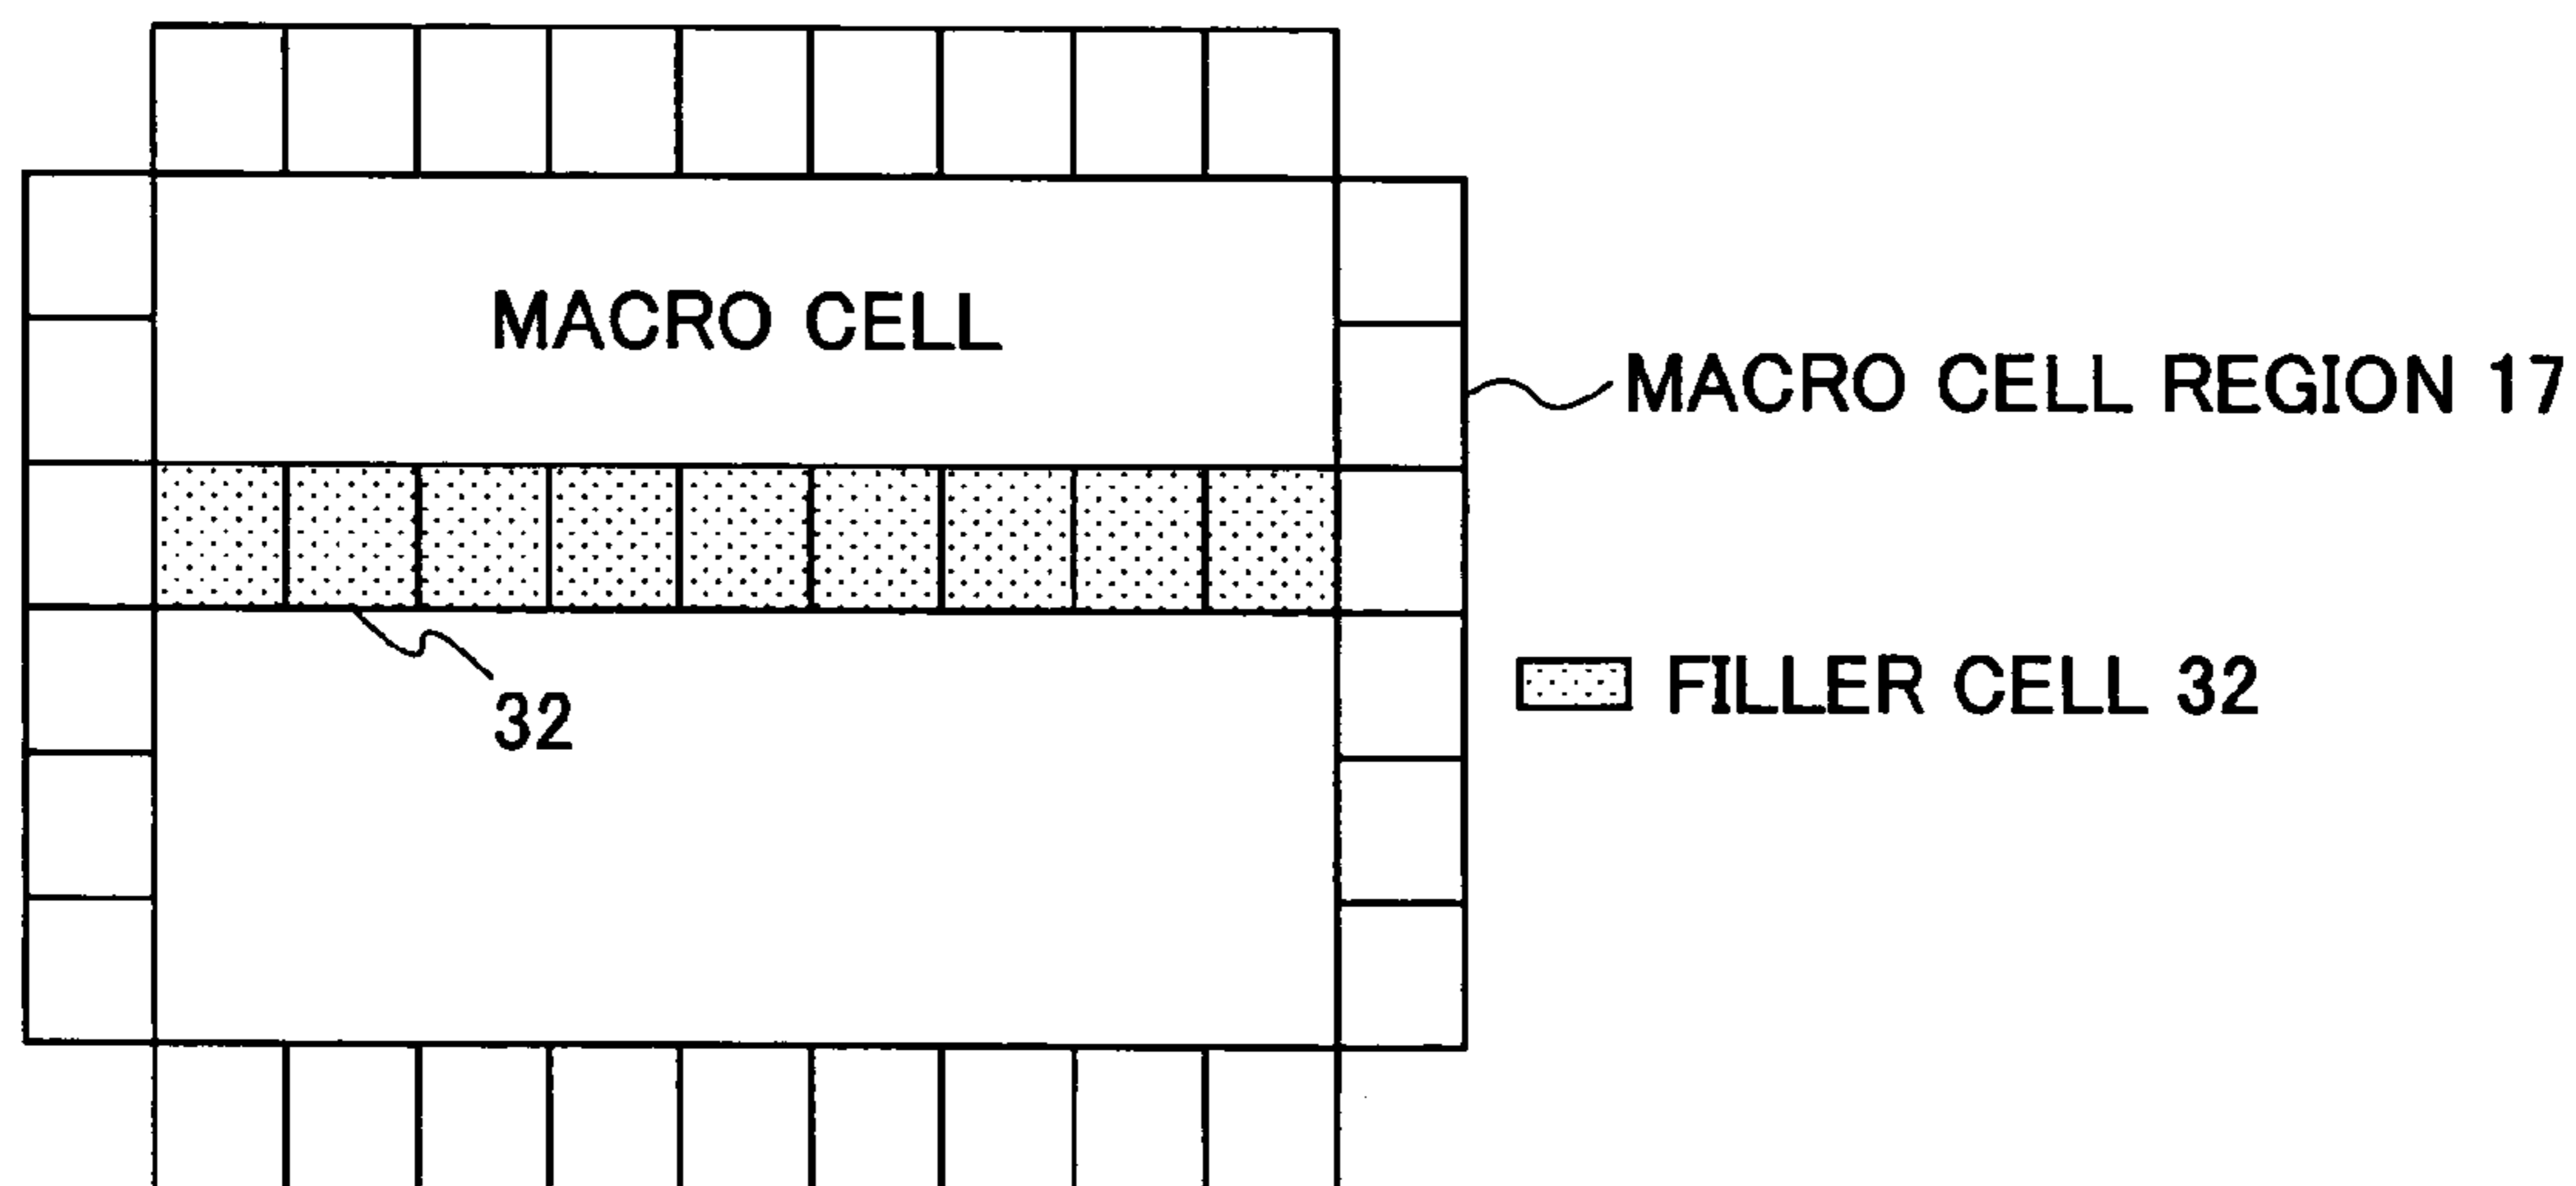 MACRO CELL
MACRO CELL REGION 17
FILLER CELL 32
32